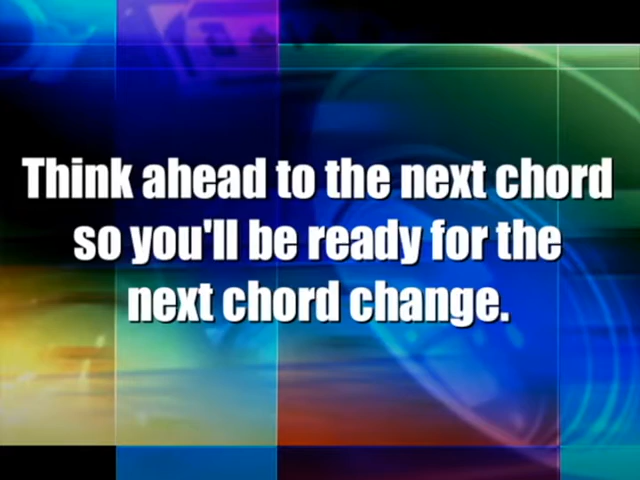 Think ahead to the next chord
so you'll be ready for the
next chord change.